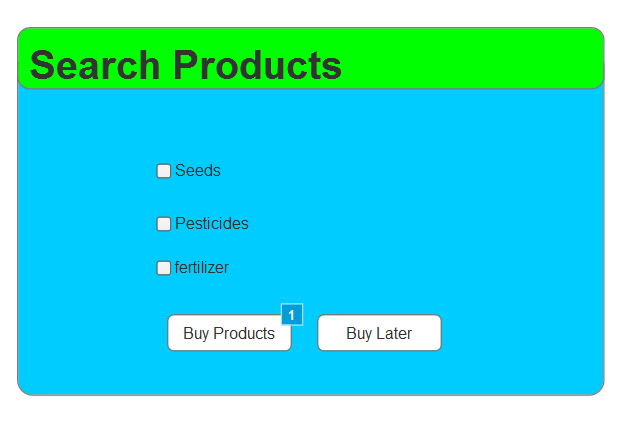 Search Products
Seeds
Pesticides
fertilizer
1
Buy Products
Buy Later